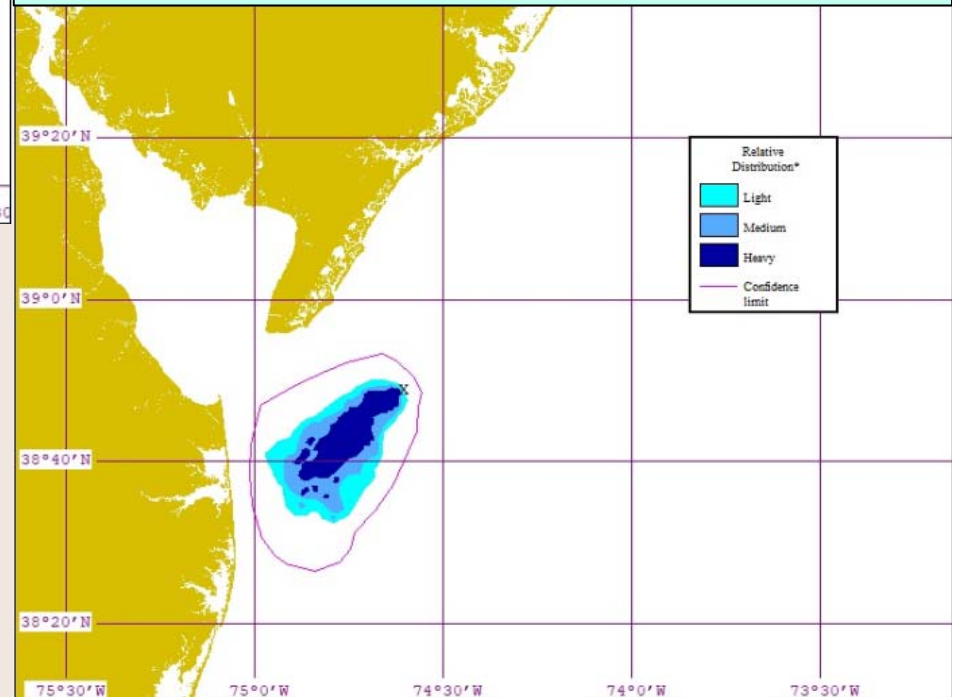 39°20'N
Relative
Distribution*
Light
Medium
Heavy
Confidence
limit
39°0'N
X
38°40'N
38°20'N
75°30'W 75°0'W 74°30'W 74°0'W 73°30'W